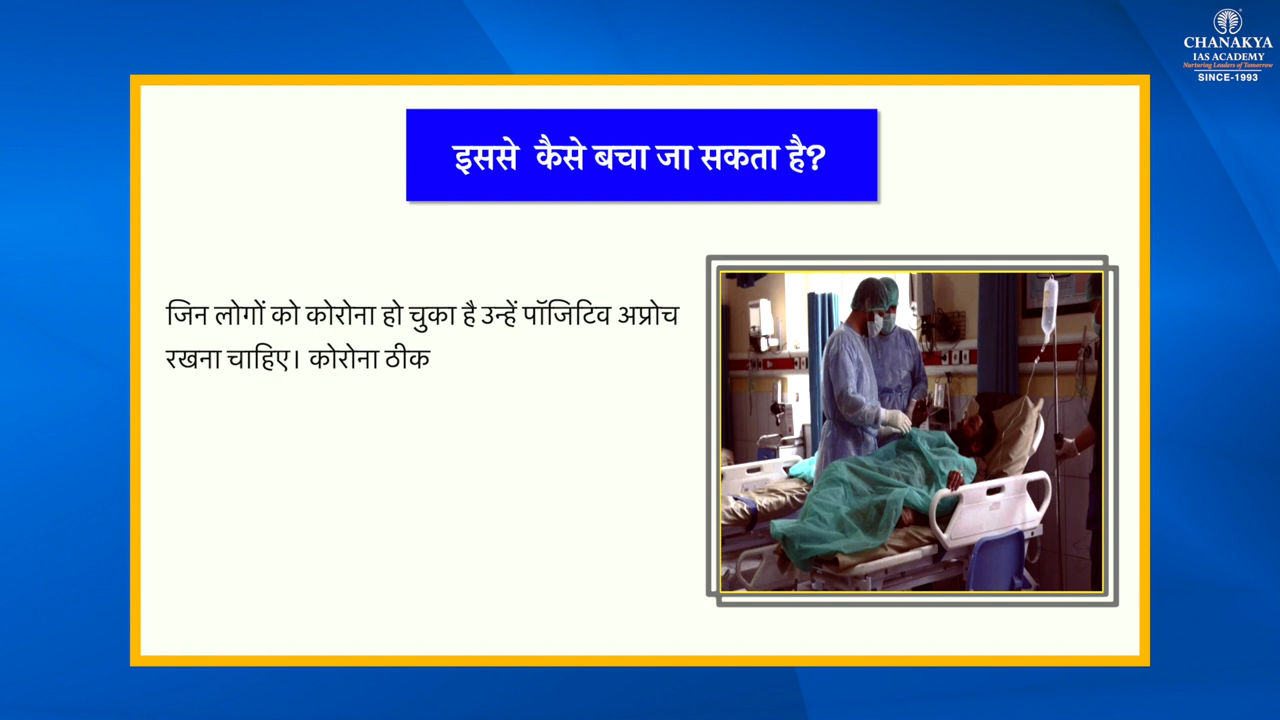 CHANAKYA
IAS ACADEMY
Nurturing Leaders of Tomorrow
SINCE-1993
इससे कैसे बचा जा सकता है?
जिन लोगों को कोरोना हो चुका है उन्हें पॉजिटिव अप्रोच
रखना चाहिए। कोरोना ठीक